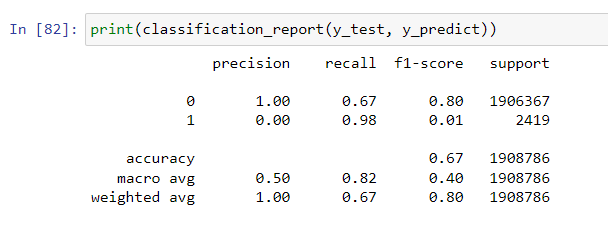 In [82]: print(classification_report(y_test, y_predict))
precision recall f1-score support
0 1.00 0.67 0.80 1906367
1 0.00 0.98 0.01 2419
accuracy 0.67 1908786
macro avg 0.50 0.82 0.40 1908786
weighted avg 1.00 0.67 0.80 1908786